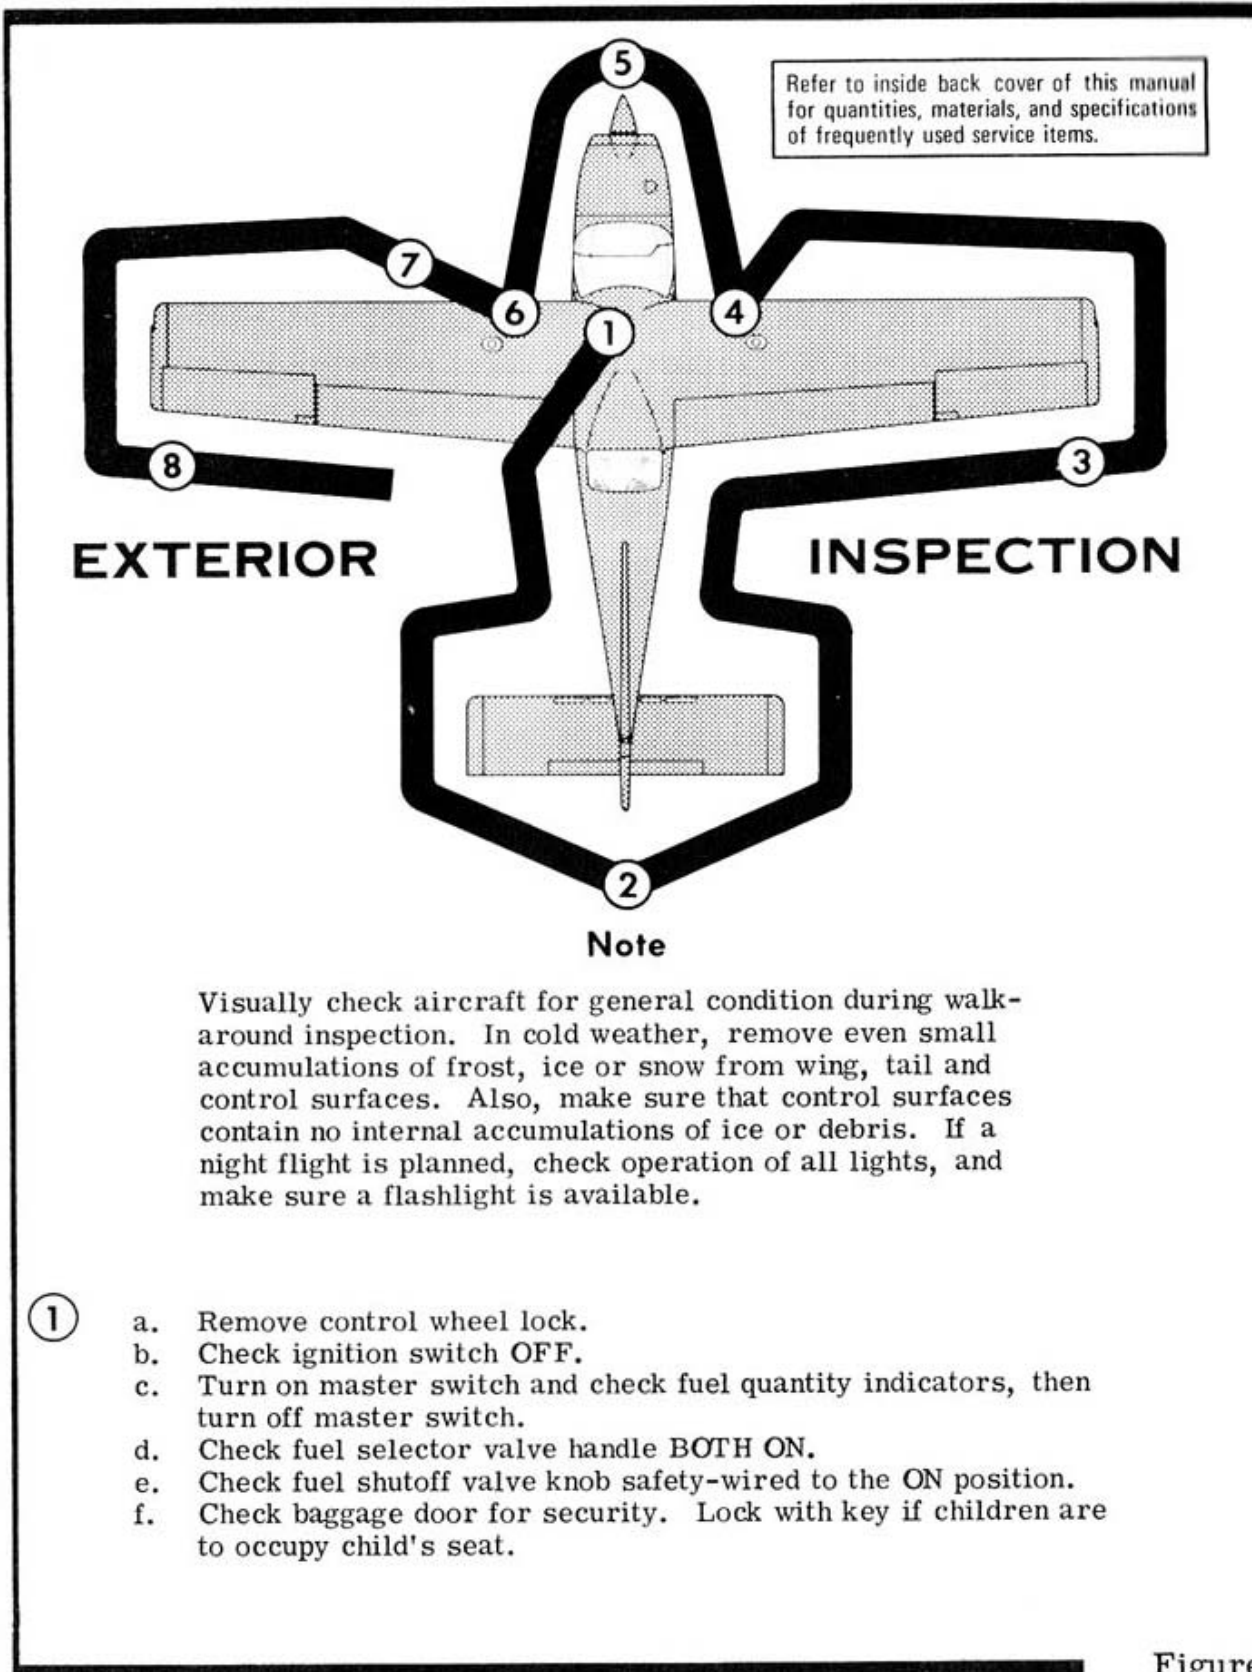 5
Refer to inside back cover of this manual
for quantities, materials, and specifications
of frequently used service items.
7
6
1
4
8
3
EXTERIOR
INSPECTION
2
Note
Visually check aircraft for general condition during walk-
around inspection. In cold weather, remove even small
accumulations of frost, ice or snow from wing, tail and
control surfaces. Also, make sure that control surfaces
contain no internal accumulations of ice or debris. If a
night flight is planned, check operation of all lights, and
make sure a flashlight is available.
1 a. Remove control wheel lock.
b. Check ignition switch OFF.
c. Turn on master switch and check fuel quantity indicators, then
turn off master switch.
d. Check fuel selector valve handle BOTH ON.
e. Check fuel shutoff valve knob safety-wired to the ON position.
f. Check baggage door for security. Lock with key if children are
to occupy child's seat.
Figure